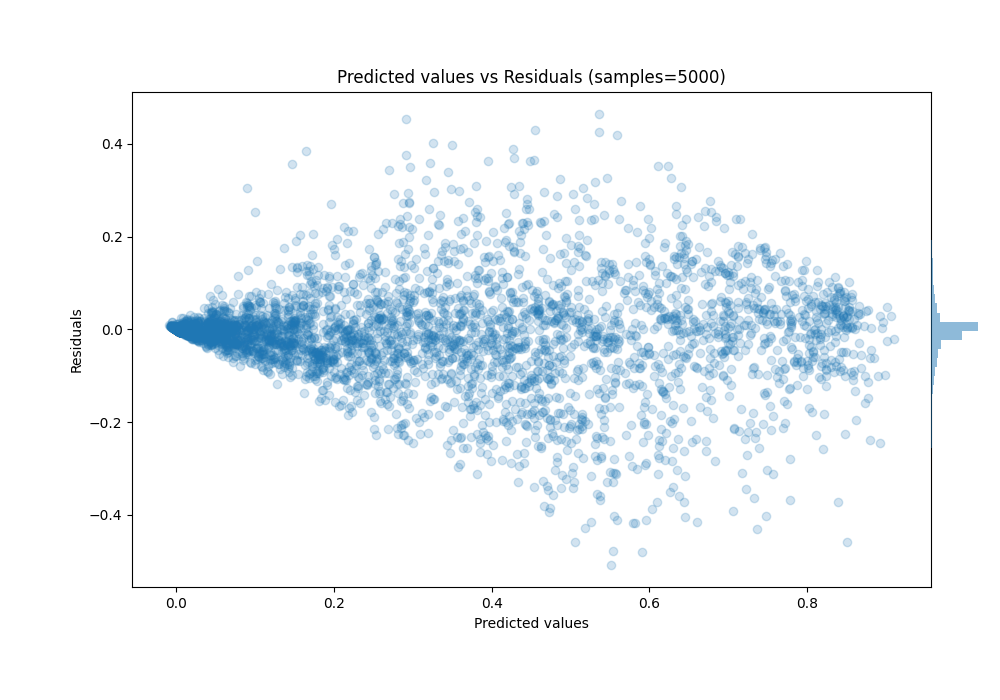 Predicted values vs Residuals (samples=5000)
0.4
0.2
0.0
−0.2
−0.4
Residuals
0.0 0.2 0.4 0.6 0.8
Predicted values